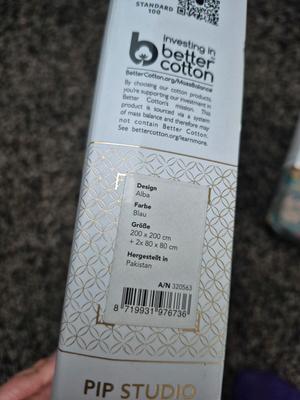 STANDARD
100
investing in
better
cotton
BetterCotton.org/MassBalance
By choosing our cotton products,
you're supporting our investment in
Better Cotton's mission. This
product is sourced via a system
of mass balance and therefore may
not contain Better Cotton.
See bettercotton.org/learnmore.
Design
Alba
Farbe
Blau
Größe
200 x 200 cm
+ 2x 80 x 80 cm
Hergestellt in
Pakistan
A/N 320563
8 719931 976736
PIP STUDIO